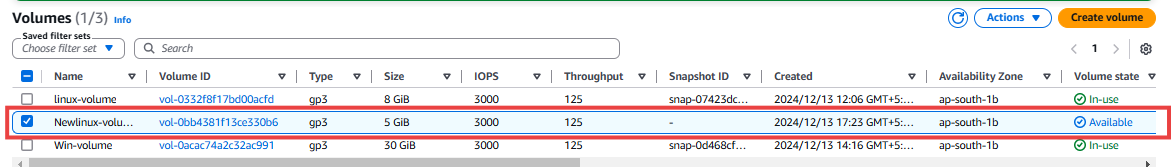 Volumes (1/3) Info
Actions Create volume
Saved filter sets
Choose filter set Search 1
Name Volume ID Type Size IOPS Throughput Snapshot ID Created Availability Zone Volume state
linux-volume vol-0332f8f17bd00acfd gp3 8 GiB 3000 125 snap-07423dc... 2024/12/13 12:06 GMT+5:... ap-south-1b In-use
Newlinux-volu... vol-0bb4381f13ce330b6 gp3 5 GiB 3000 125 - 2024/12/13 17:23 GMT+5:... ap-south-1b Available
Win-volume vol-0acac74a2c32ac991 gp3 30 GiB 3000 125 snap-0d468cf... 2024/12/13 14:16 GMT+5:... ap-south-1b In-use